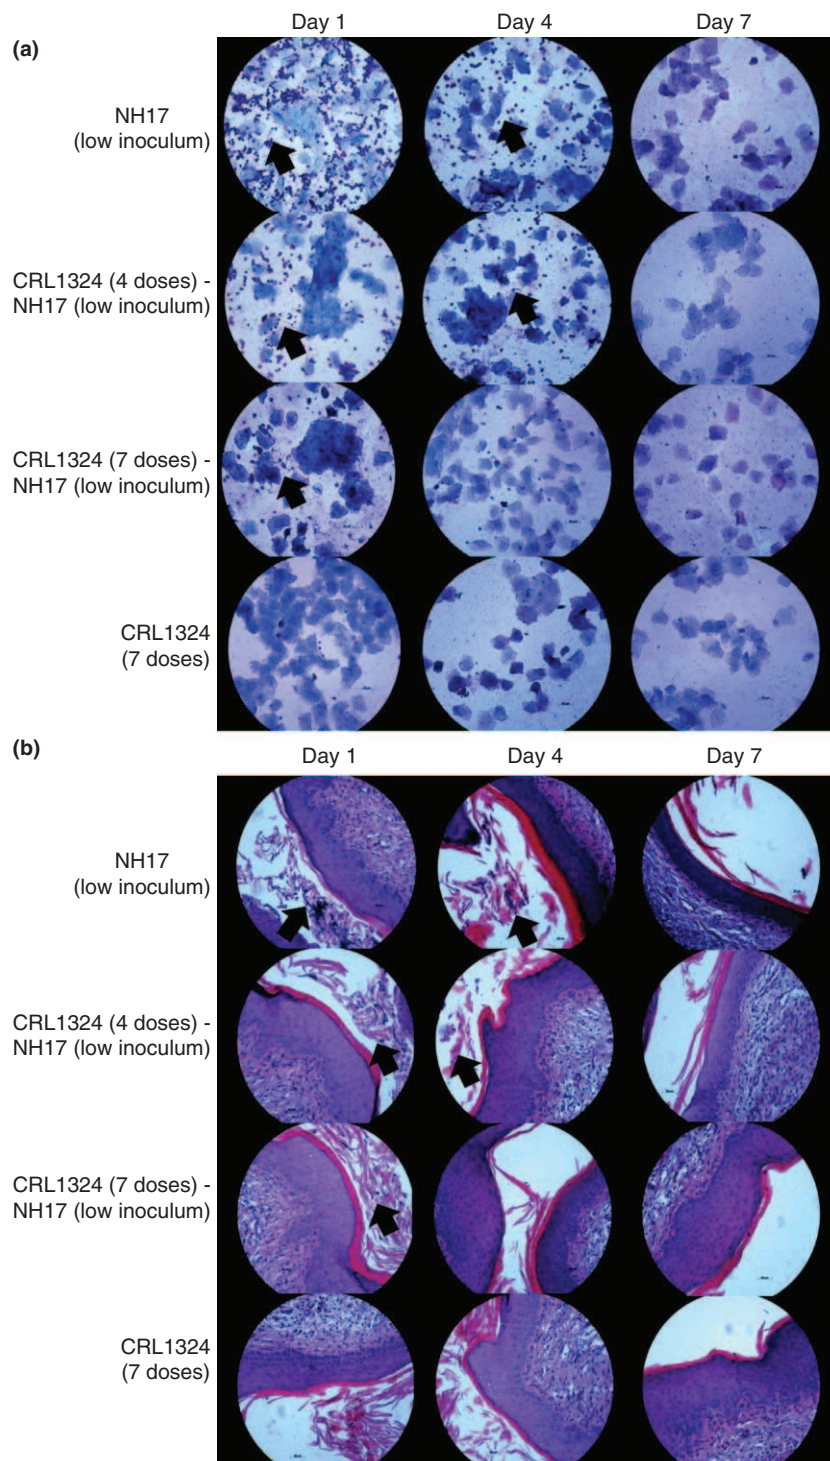 Day 1 Day 4 Day 7
(a)
NH17
(low inoculum)
CRL1324 (4 doses) -
NH17 (low inoculum)
CRL1324 (7 doses) -
NH17 (low inoculum)
CRL1324
(7 doses)
(b)
Day 1 Day 4 Day 7
NH17
(low inoculum)
CRL1324 (4 doses) -
NH17 (low inoculum)
CRL1324 (7 doses) -
NH17 (low inoculum)
CRL1324
(7 doses)